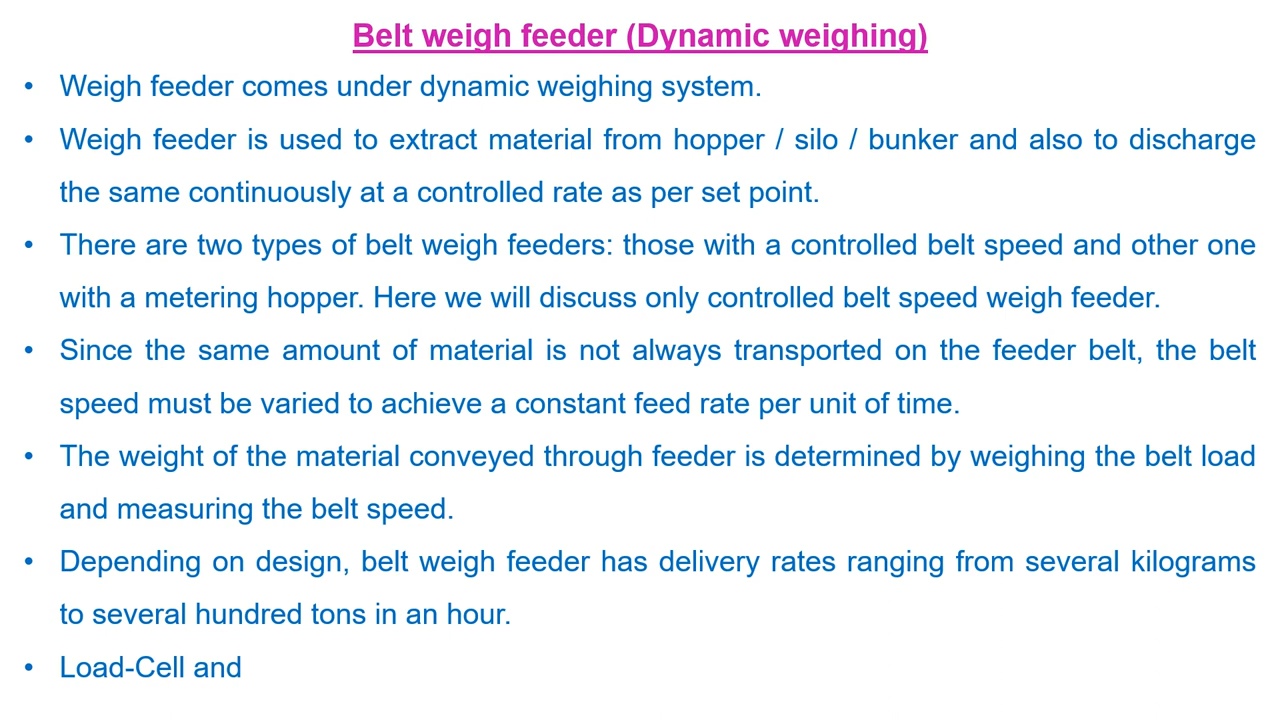 Belt weigh feeder (Dynamic weighing)
• Weigh feeder comes under dynamic weighing system.
• Weigh feeder is used to extract material from hopper / silo / bunker and also to discharge
the same continuously at a controlled rate as per set point.
• There are two types of belt weigh feeders: those with a controlled belt speed and other one
with a metering hopper. Here we will discuss only controlled belt speed weigh feeder.
• Since the same amount of material is not always transported on the feeder belt, the belt
speed must be varied to achieve a constant feed rate per unit of time.
• The weight of the material conveyed through feeder is determined by weighing the belt load
and measuring the belt speed.
• Depending on design, belt weigh feeder has delivery rates ranging from several kilograms
to several hundred tons in an hour.
• Load-Cell and